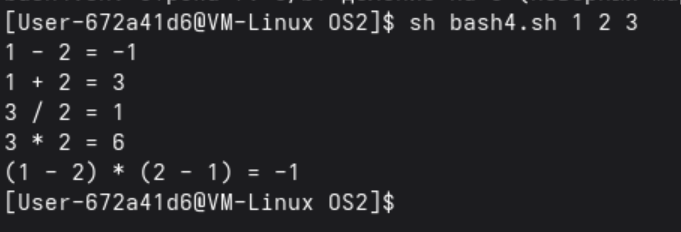 [User-672a41d6@VM-Linux OS2]$ sh bash4.sh 1 2 3
1 - 2 = -1
1 + 2 = 3
3 / 2 = 1
3 * 2 = 6
(1 - 2) * (2 - 1) = -1
[User-672a41d6@VM-Linux OS2]$